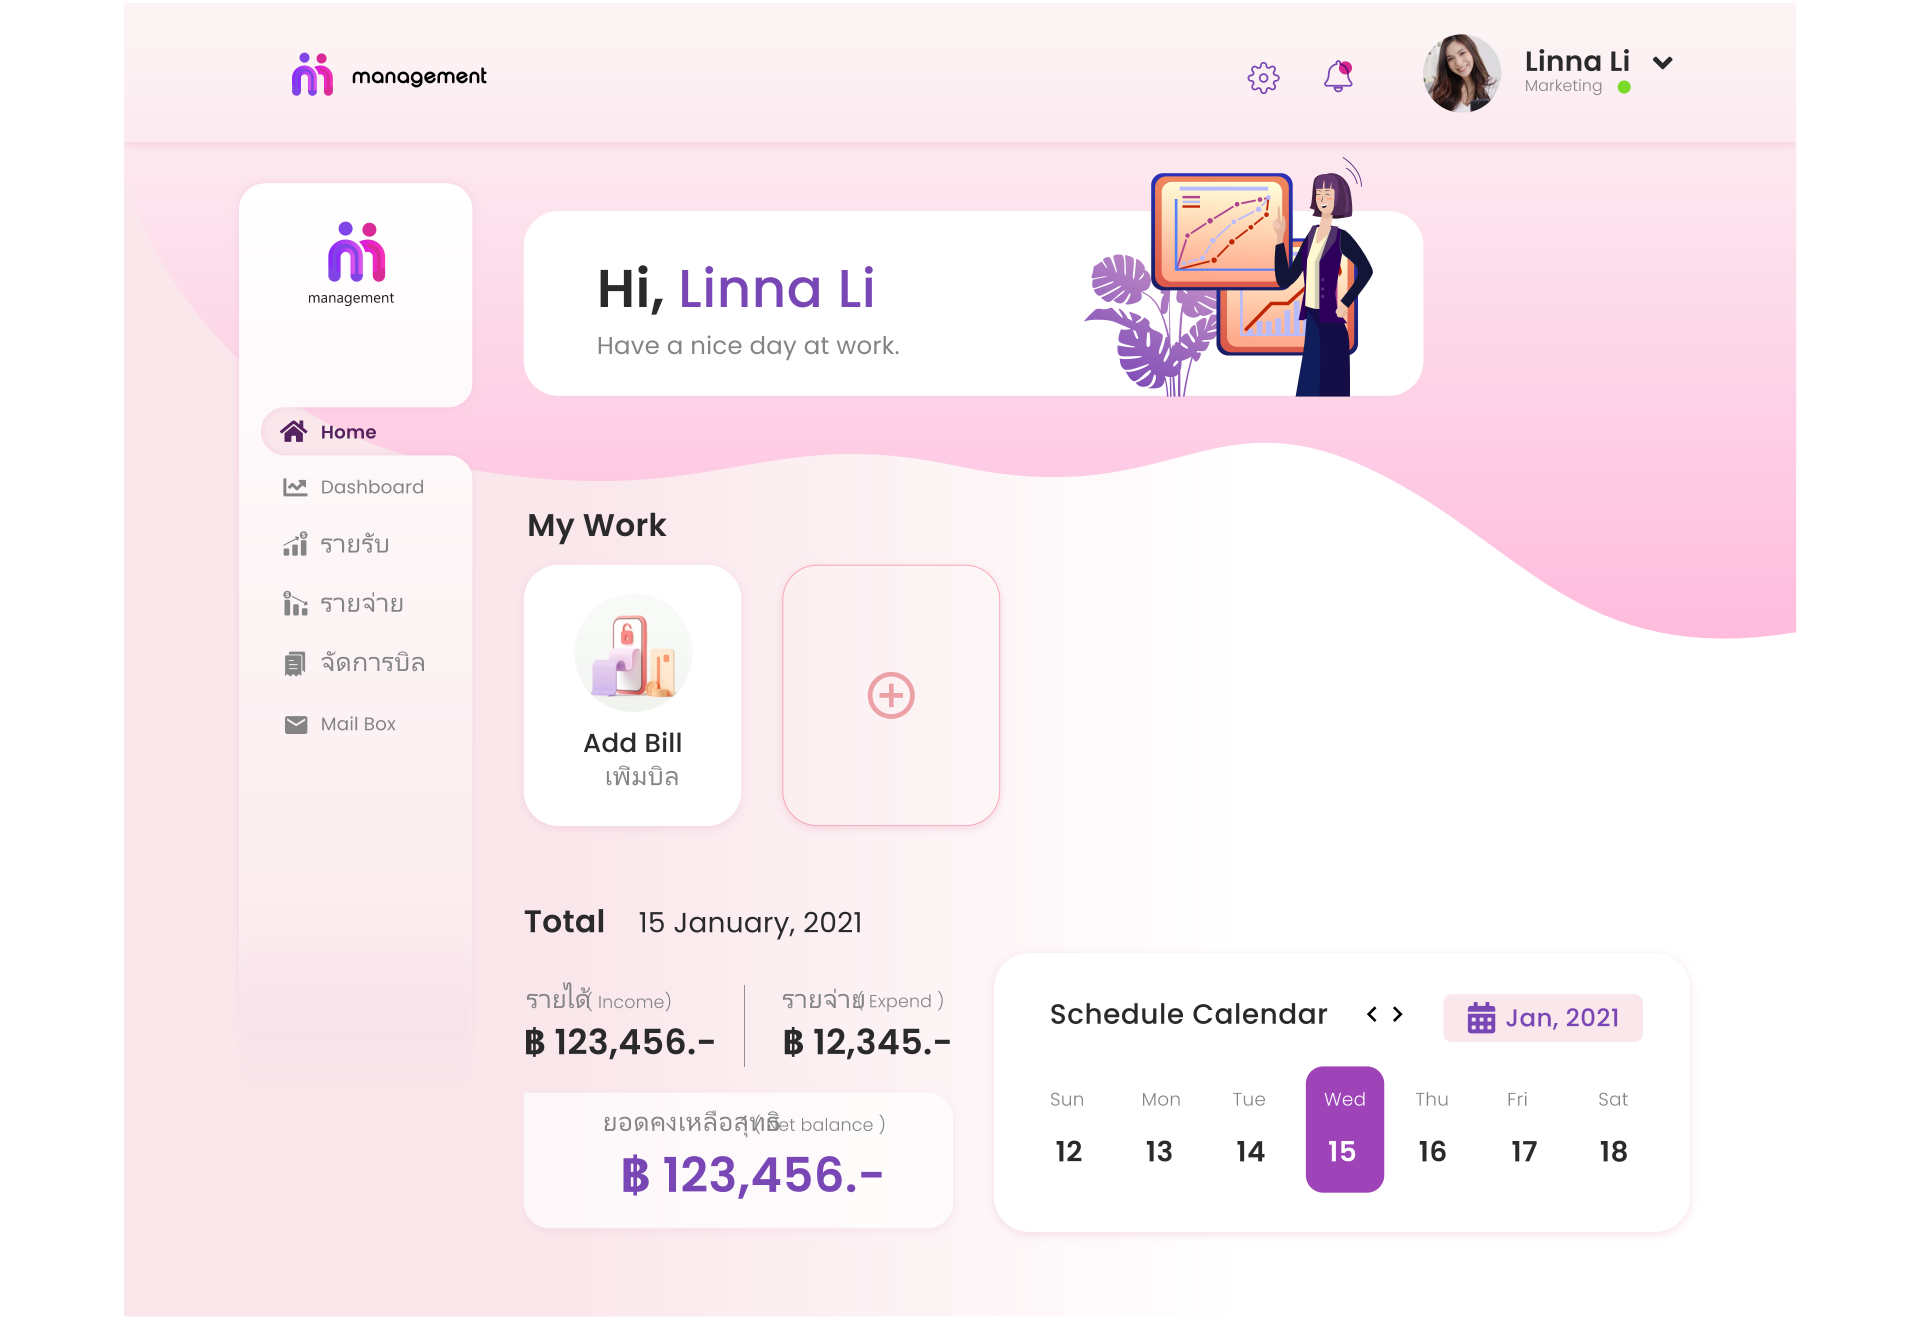 management
Linna Li
Marketing
management
Hi, Linna Li
Have a nice day at work.
Home
Dashboard
รายรับ
รายจ่าย
จัดการบิล
Mail Box
My Work
Add Bill
เพิ่มบิล
Total 15 January, 2021
รายได้ ( Income)
฿ 123,456.-
รายจ่าย ( Expend )
฿ 12,345.-
ยอดคงเหลือสุทธิ ( Net balance )
฿ 123,456.-
Schedule Calendar < > Jan, 2021
Sun Mon Tue Wed Thu Fri Sat
12 13 14 15 16 17 18